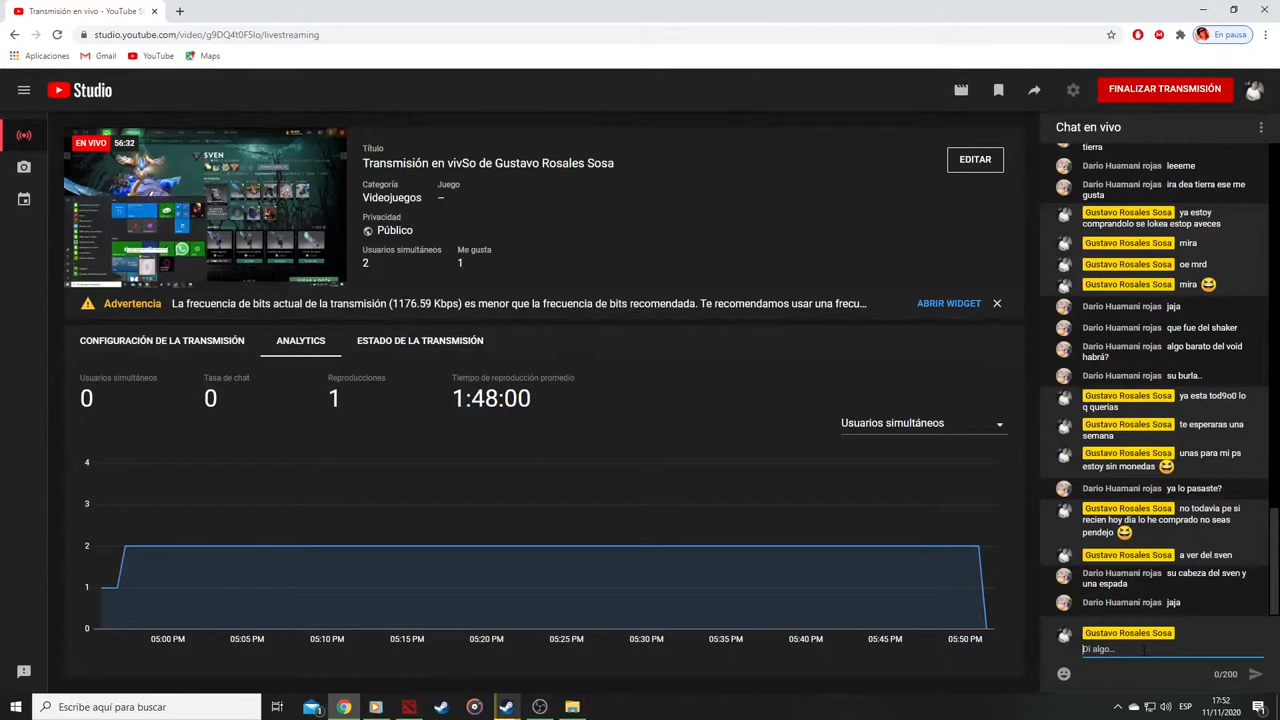 Transmisión en vivo - YouTube S
studio.youtube.com/video/g9DQ4t0F5Io/livestreaming
En pausa
Aplicaciones
Gmail
YouTube
Maps
Studio
FINALIZAR TRANSMISIÓN
EN VIVO 56:32
SVEN
Título
Transmisión en vivSo de Gustavo Rosales Sosa
EDITAR
Categoría
Juego
Videojuegos
–
Privacidad
Público
Usuarios simultáneos
Me gusta
2
1
Advertencia
La frecuencia de bits actual de la transmisión (1176.59 Kbps) es menor que la frecuencia de bits recomendada. Te recomendamos usar una frecu...
ABRIR WIDGET
CONFIGURACIÓN DE LA TRANSMISIÓN
ANALYTICS
ESTADO DE LA TRANSMISIÓN
Usuarios simultáneos
Tasa de chat
Reproducciones
Tiempo de reproducción promedio
0
0
1
1:48:00
Usuarios simultáneos
4
3
2
1
0
05:00 PM
05:05 PM
05:10 PM
05:15 PM
05:20 PM
05:25 PM
05:30 PM
05:35 PM
05:40 PM
05:45 PM
05:50 PM
Chat en vivo
tierra
Dario Huamani rojas leeeme
Dario Huamani rojas ira dea tierra ese me
gusta
Gustavo Rosales Sosa ya estoy
comprandolo se lokea estop aveces
Gustavo Rosales Sosa mira
Gustavo Rosales Sosa oe mrd
Gustavo Rosales Sosa mira
Dario Huamani rojas jaja
Dario Huamani rojas que fue del shaker
Dario Huamani rojas algo barato del void
habrá?
Dario Huamani rojas su burla..
Gustavo Rosales Sosa ya esta tod9o0 lo
q querias
Gustavo Rosales Sosa te esperaras una
semana
Gustavo Rosales Sosa unas para mi ps
estoy sin monedas
Dario Huamani rojas ya lo pasaste?
Gustavo Rosales Sosa no todavia pe si
recien hoy dia lo he comprado no seas
pendejo
Gustavo Rosales Sosa a ver del sven
Dario Huamani rojas su cabeza del sven y
una espada
Dario Huamani rojas jaja
Gustavo Rosales Sosa
Di algo...
0/200
Escribe aquí para buscar
ESP
17:52
11/11/2020